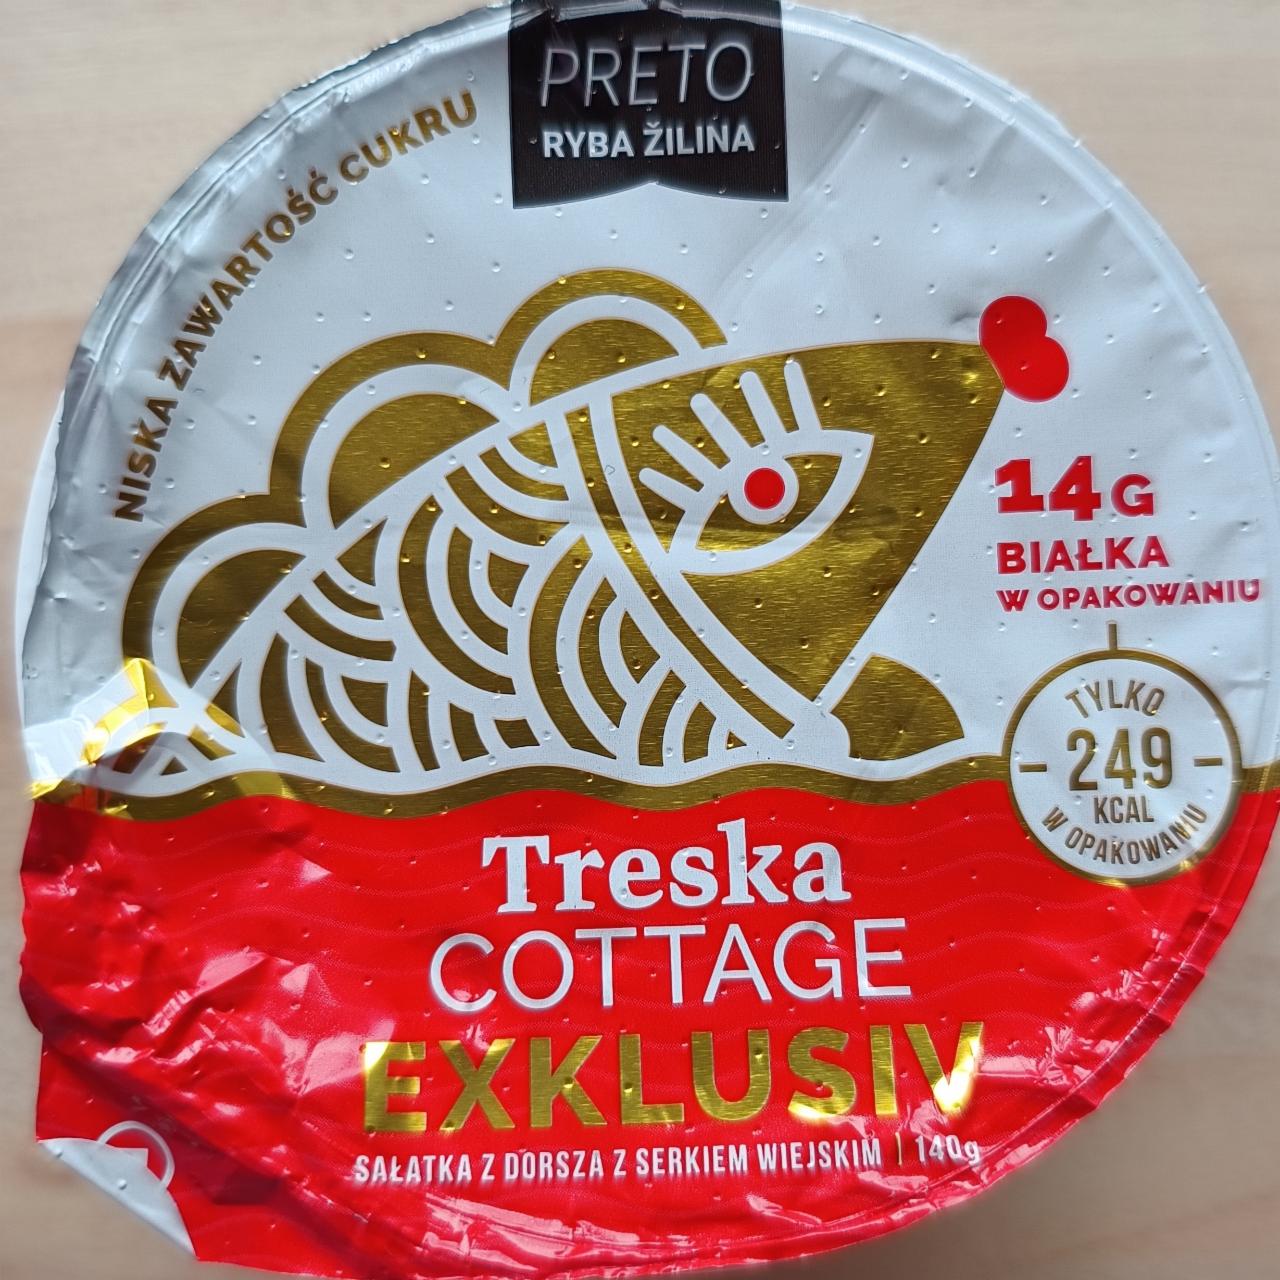 PRETO
RYBA ŽILINA
NISKA ZAWARTOŚĆ CUKRU
14G
BIAŁKA
W OPAKOWANIU
TYLKO
249
KCAL
W OPAKOWANIU
Treska
COTTAGE
EXKLUSIV
SAŁATKA Z DORSZA Z SERKIEM WIEJSKIM | 140g